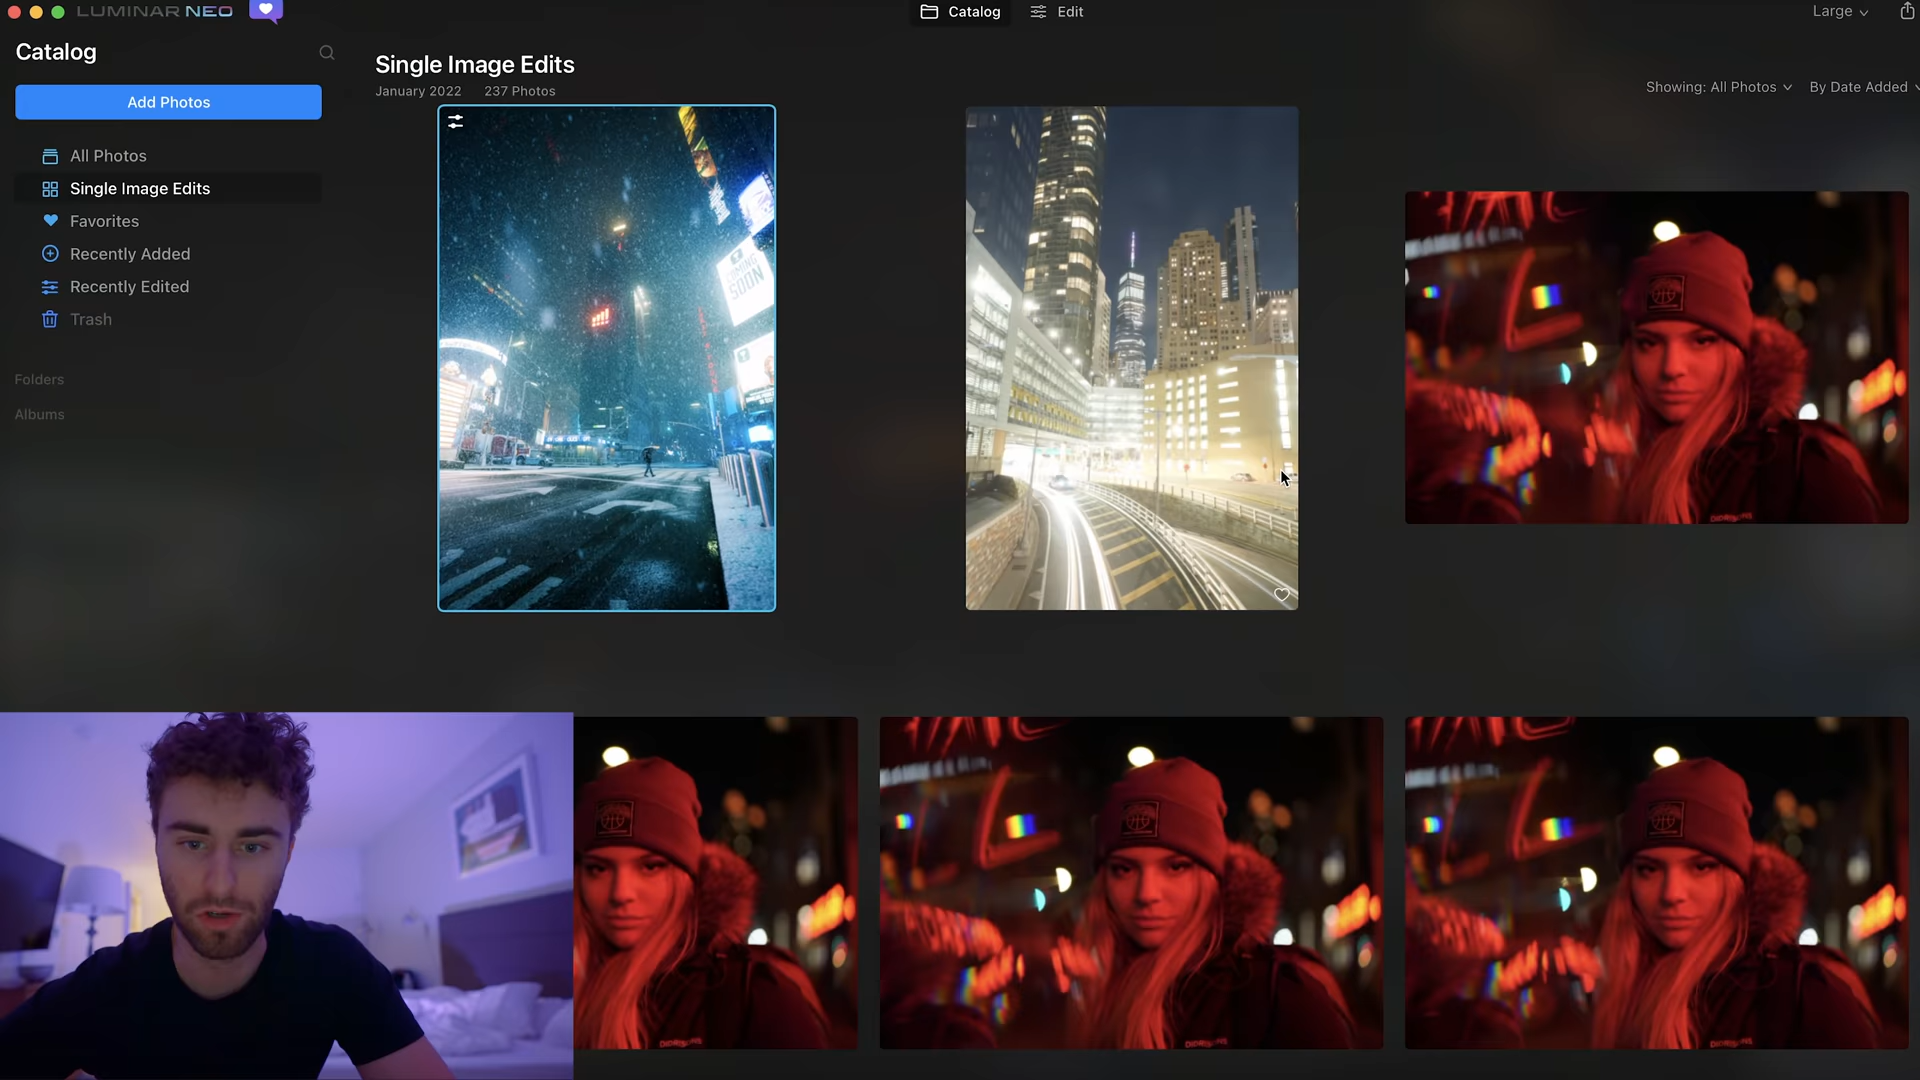 LUMINAR NEO
Catalog
Edit
Large
Catalog
Add Photos
All Photos
Single Image Edits
Favorites
Recently Added
Recently Edited
Trash
Folders
Albums
Single Image Edits
January 2022 237 Photos
Showing: All Photos
By Date Added
COMING
SOON